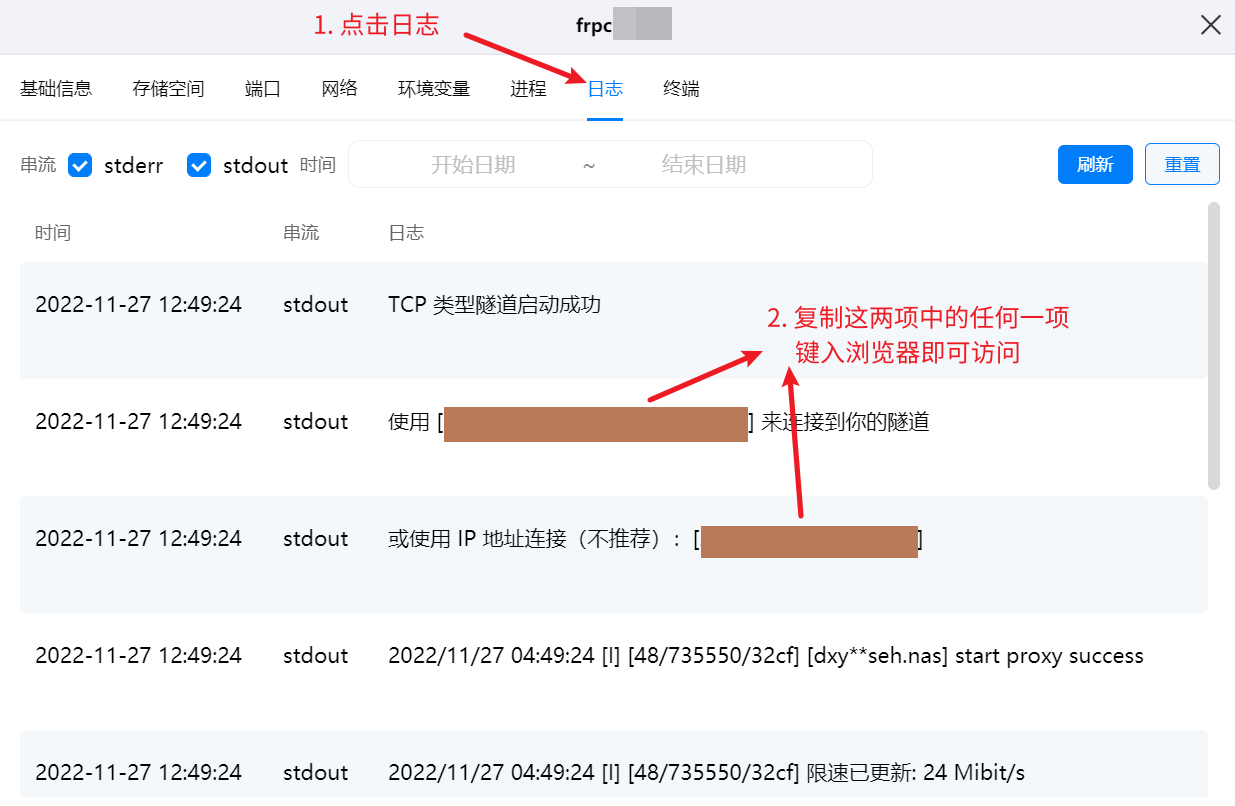 1. 点击日志
frpc
基础信息 存储空间 端口 网络 环境变量 进程 日志 终端
串流 stderr stdout 时间 开始日期 ~ 结束日期 刷新 重置
时间 串流 日志
2022-11-27 12:49:24 stdout TCP 类型隧道启动成功
2. 复制这两项中的任何一项
键入浏览器即可访问
2022-11-27 12:49:24 stdout 使用 [ ] 来连接到你的隧道
2022-11-27 12:49:24 stdout 或使用 IP 地址连接（不推荐）: [ ]
2022-11-27 12:49:24 stdout 2022/11/27 04:49:24 [I] [48/735550/32cf] [dxy**seh.nas] start proxy success
2022-11-27 12:49:24 stdout 2022/11/27 04:49:24 [I] [48/735550/32cf] 限速已更新: 24 Mibit/s